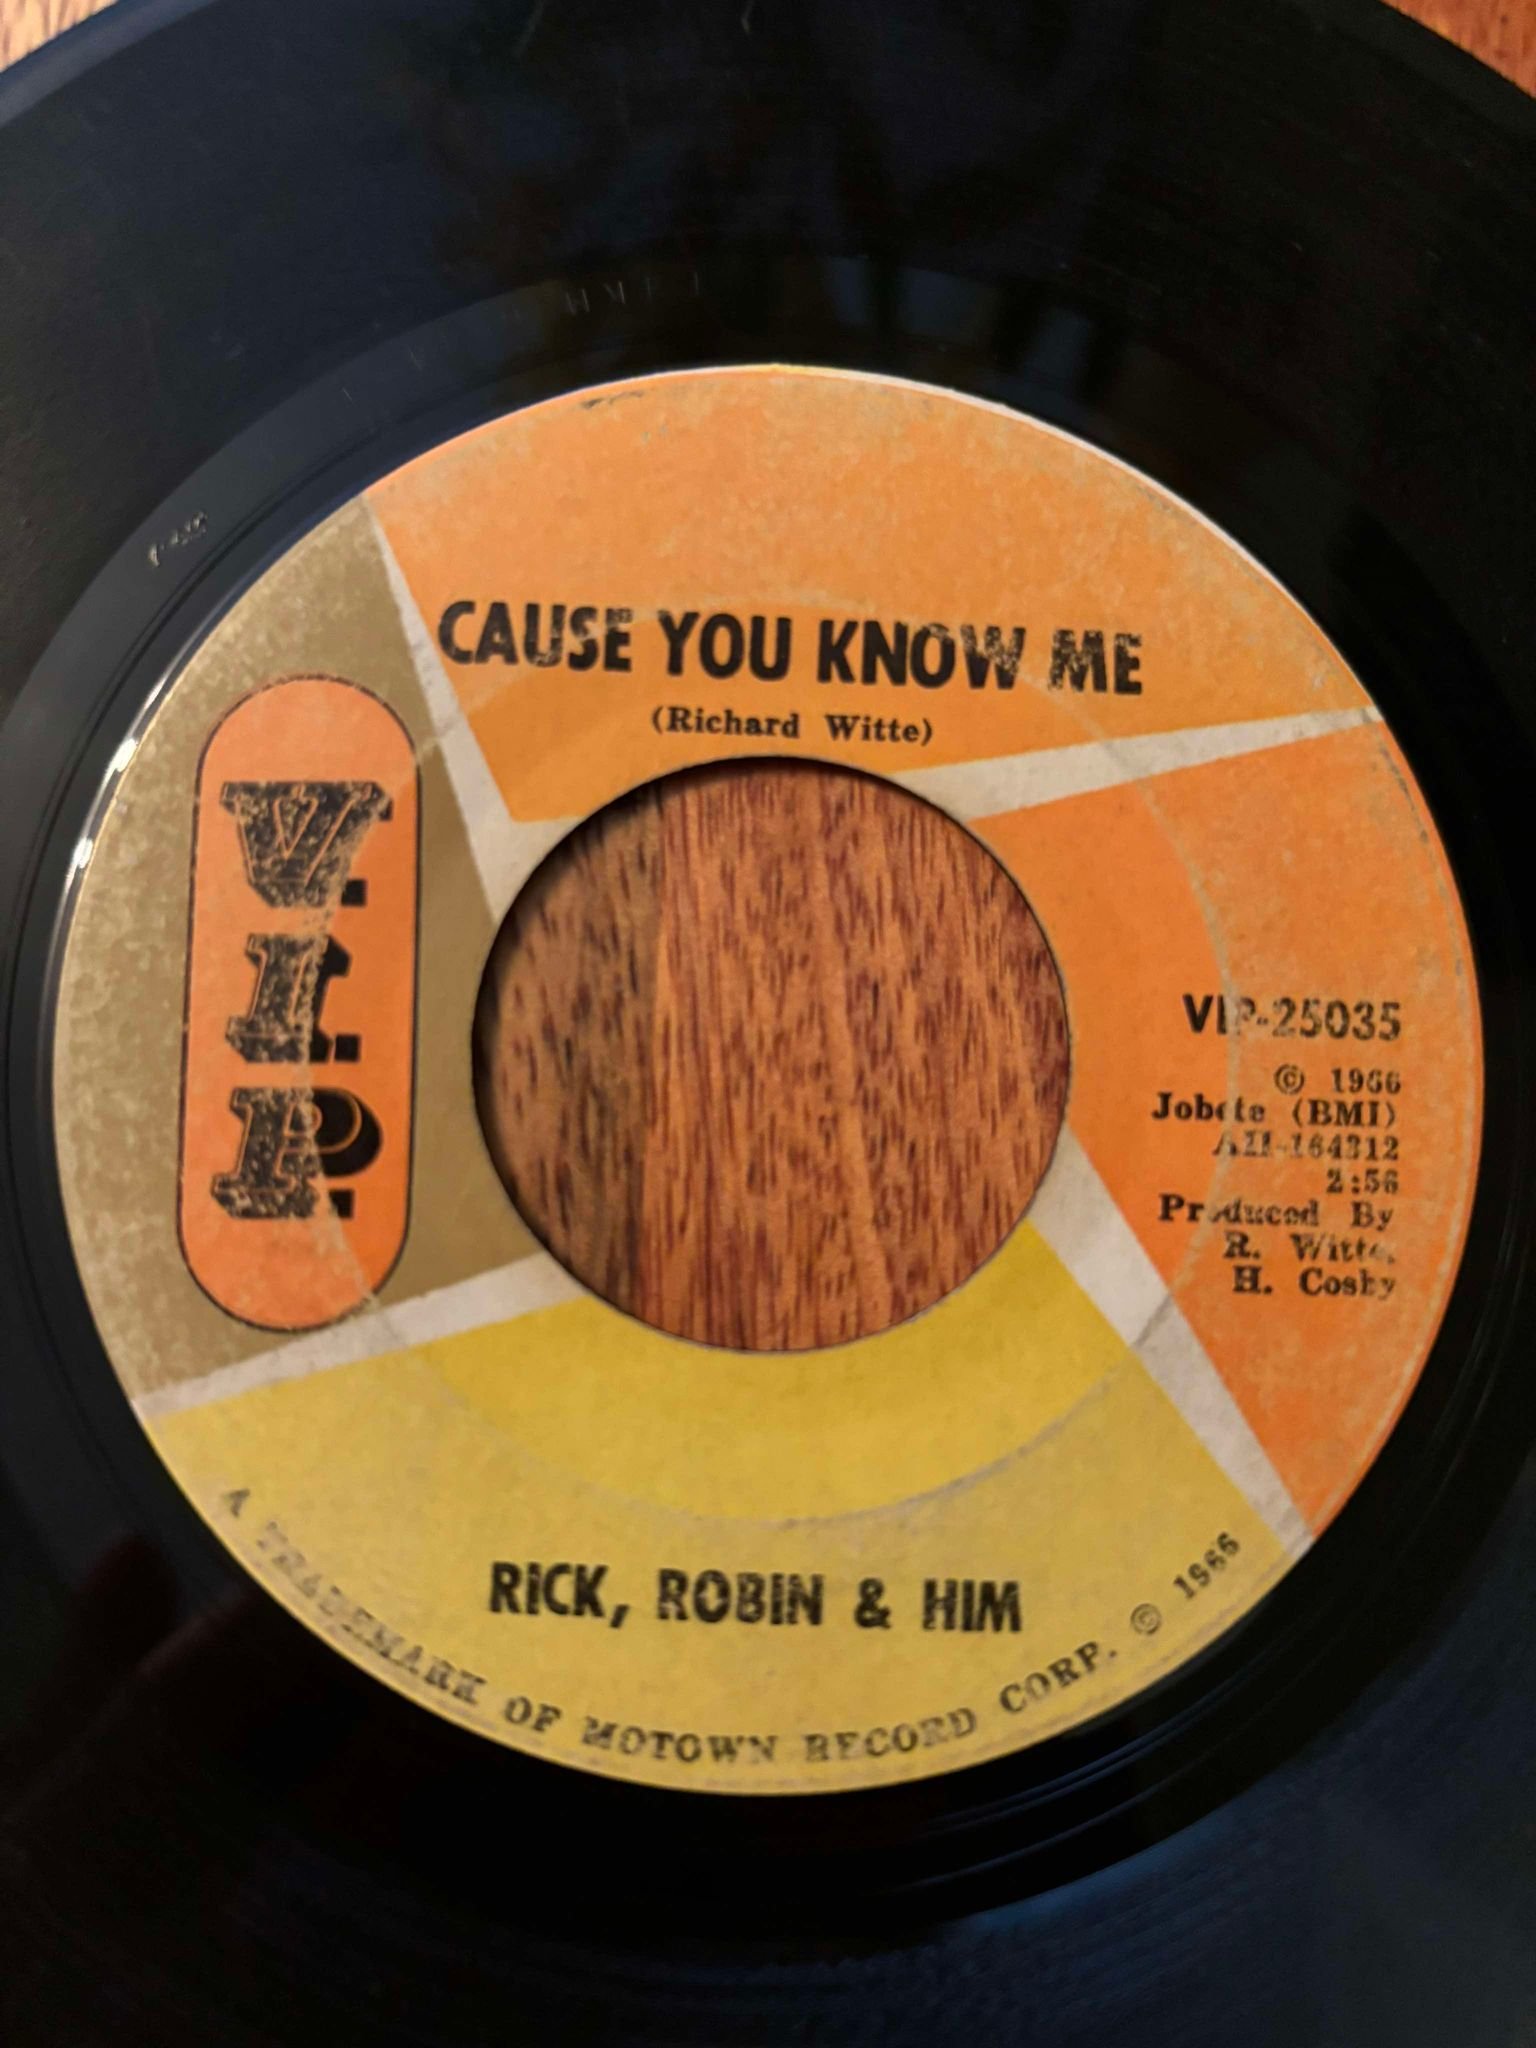 CAUSE YOU KNOW ME
(Richard Witte)
VIP
VIP-25035
© 1966
Jobete (BMI)
2:56
Produced By
R. Witte,
H. Cosby
RICK, ROBIN & HIM
A TRADEMARK OF MOTOWN RECORD CORP. © 1966